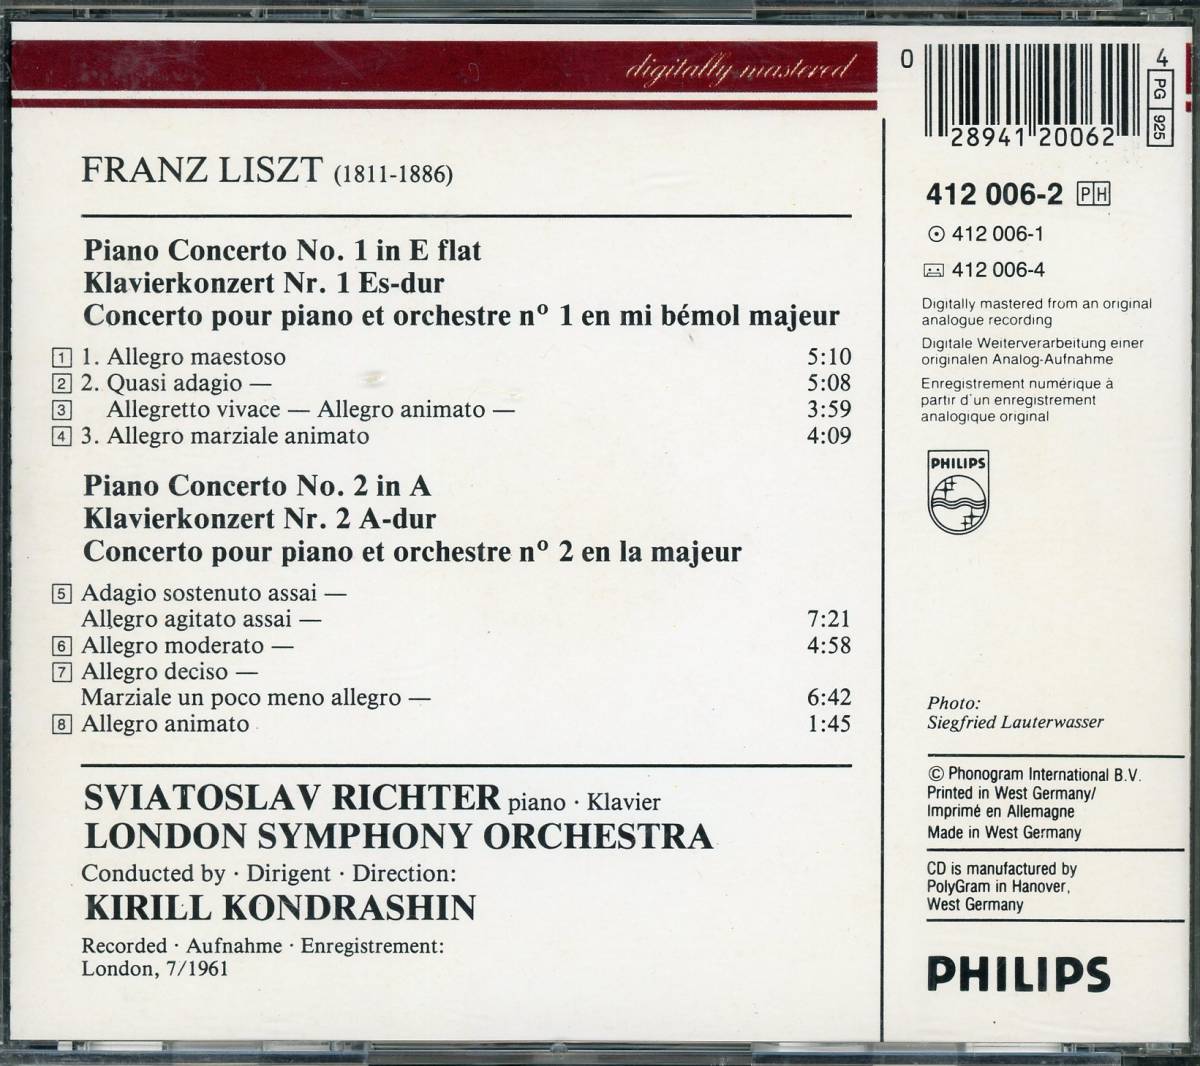 digitally mastered
FRANZ LISZT (1811-1886)
Piano Concerto No. 1 in E flat
Klavierkonzert Nr. 1 Es-dur
Concerto pour piano et orchestre nº 1 en mi bémol majeur
1 1. Allegro maestoso 5:10
2 2. Quasi adagio — 5:08
3 Allegretto vivace — Allegro animato — 3:59
4 3. Allegro marziale animato 4:09
Piano Concerto No. 2 in A
Klavierkonzert Nr. 2 A-dur
Concerto pour piano et orchestre nº 2 en la majeur
5 Adagio sostenuto assai —
Allegro agitato assai — 7:21
6 Allegro moderato — 4:58
7 Allegro deciso —
Marziale un poco meno allegro — 6:42
8 Allegro animato 1:45
SVIATOSLAV RICHTER piano · Klavier
LONDON SYMPHONY ORCHESTRA
Conducted by · Dirigent · Direction:
KIRILL KONDRASHIN
Recorded · Aufnahme · Enregistrement:
London, 7/1961
0 28941 20062 4
PG 925
412 006-2 PH
412 006-1
412 006-4
Digitally mastered from an original
analogue recording
Digitale Weiterverarbeitung einer
originalen Analog-Aufnahme
Enregistrement numérique à
partir d'un enregistrement
analogique original
PHILIPS
Photo:
Siegfried Lauterwasser
© Phonogram International B.V.
Printed in West Germany/
Imprimé en Allemagne
Made in West Germany
CD is manufactured by
PolyGram in Hanover,
West Germany
PHILIPS